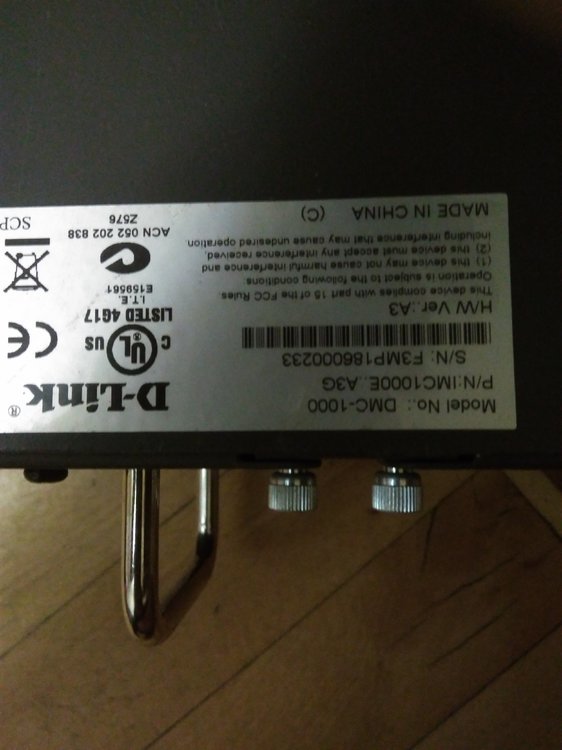 Model No.: DMC-1000
P/N:IMC1000E..A3G
S/N: F3MP186000233
H/W Ver.:A3
This device complies with part 15 of the FCC Rules
Operation is subject to the following conditions
(1) this device may not cause harmful interference and
(2) this device must accept any interference received,
including interference that may cause undesired operation
MADE IN CHINA (C)
D-Link®
C UL US
LISTED 4G17
I.T.E.
E159561
CE
ACN 052 202 838
Z576
SCP